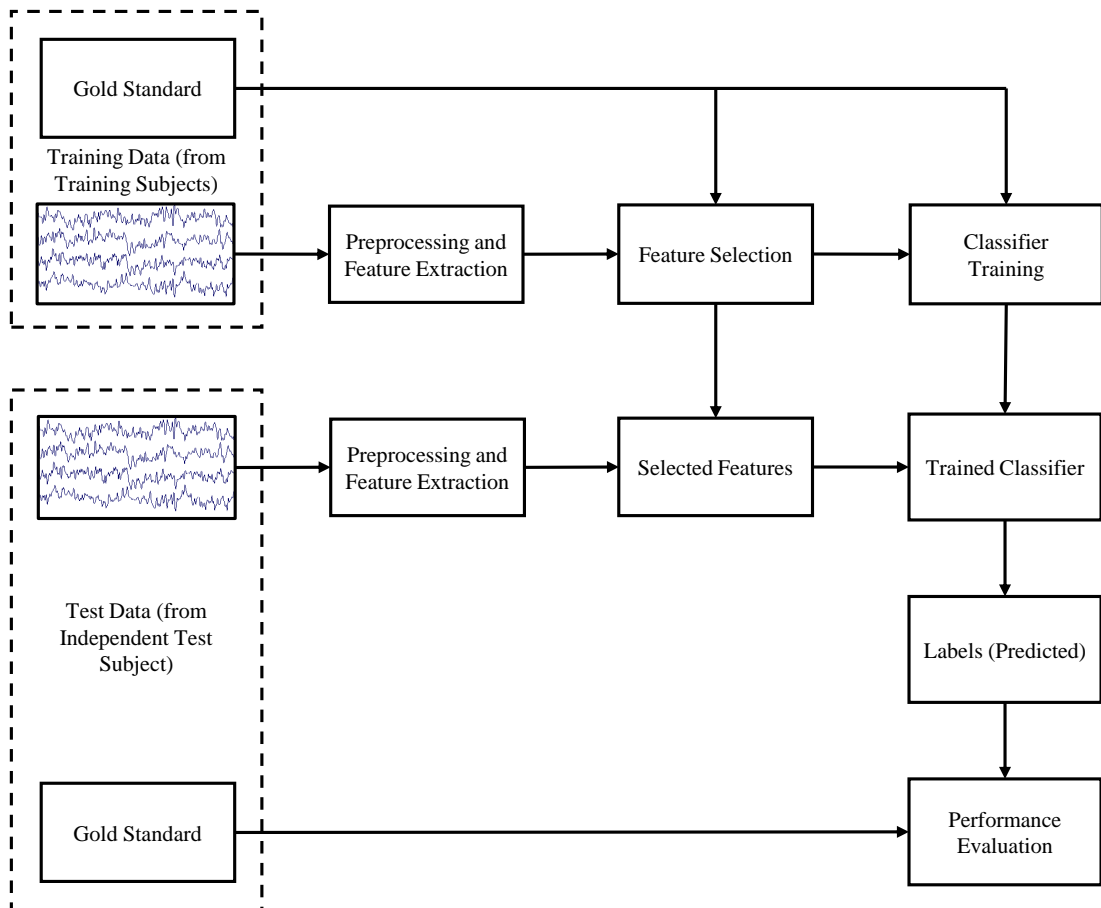 Gold Standard
Training Data (from
Training Subjects)
Preprocessing and
Feature Extraction
Feature Selection
Classifier
Training
Preprocessing and
Feature Extraction
Selected Features
Trained Classifier
Test Data (from
Independent Test
Subject)
Labels (Predicted)
Gold Standard
Performance
Evaluation